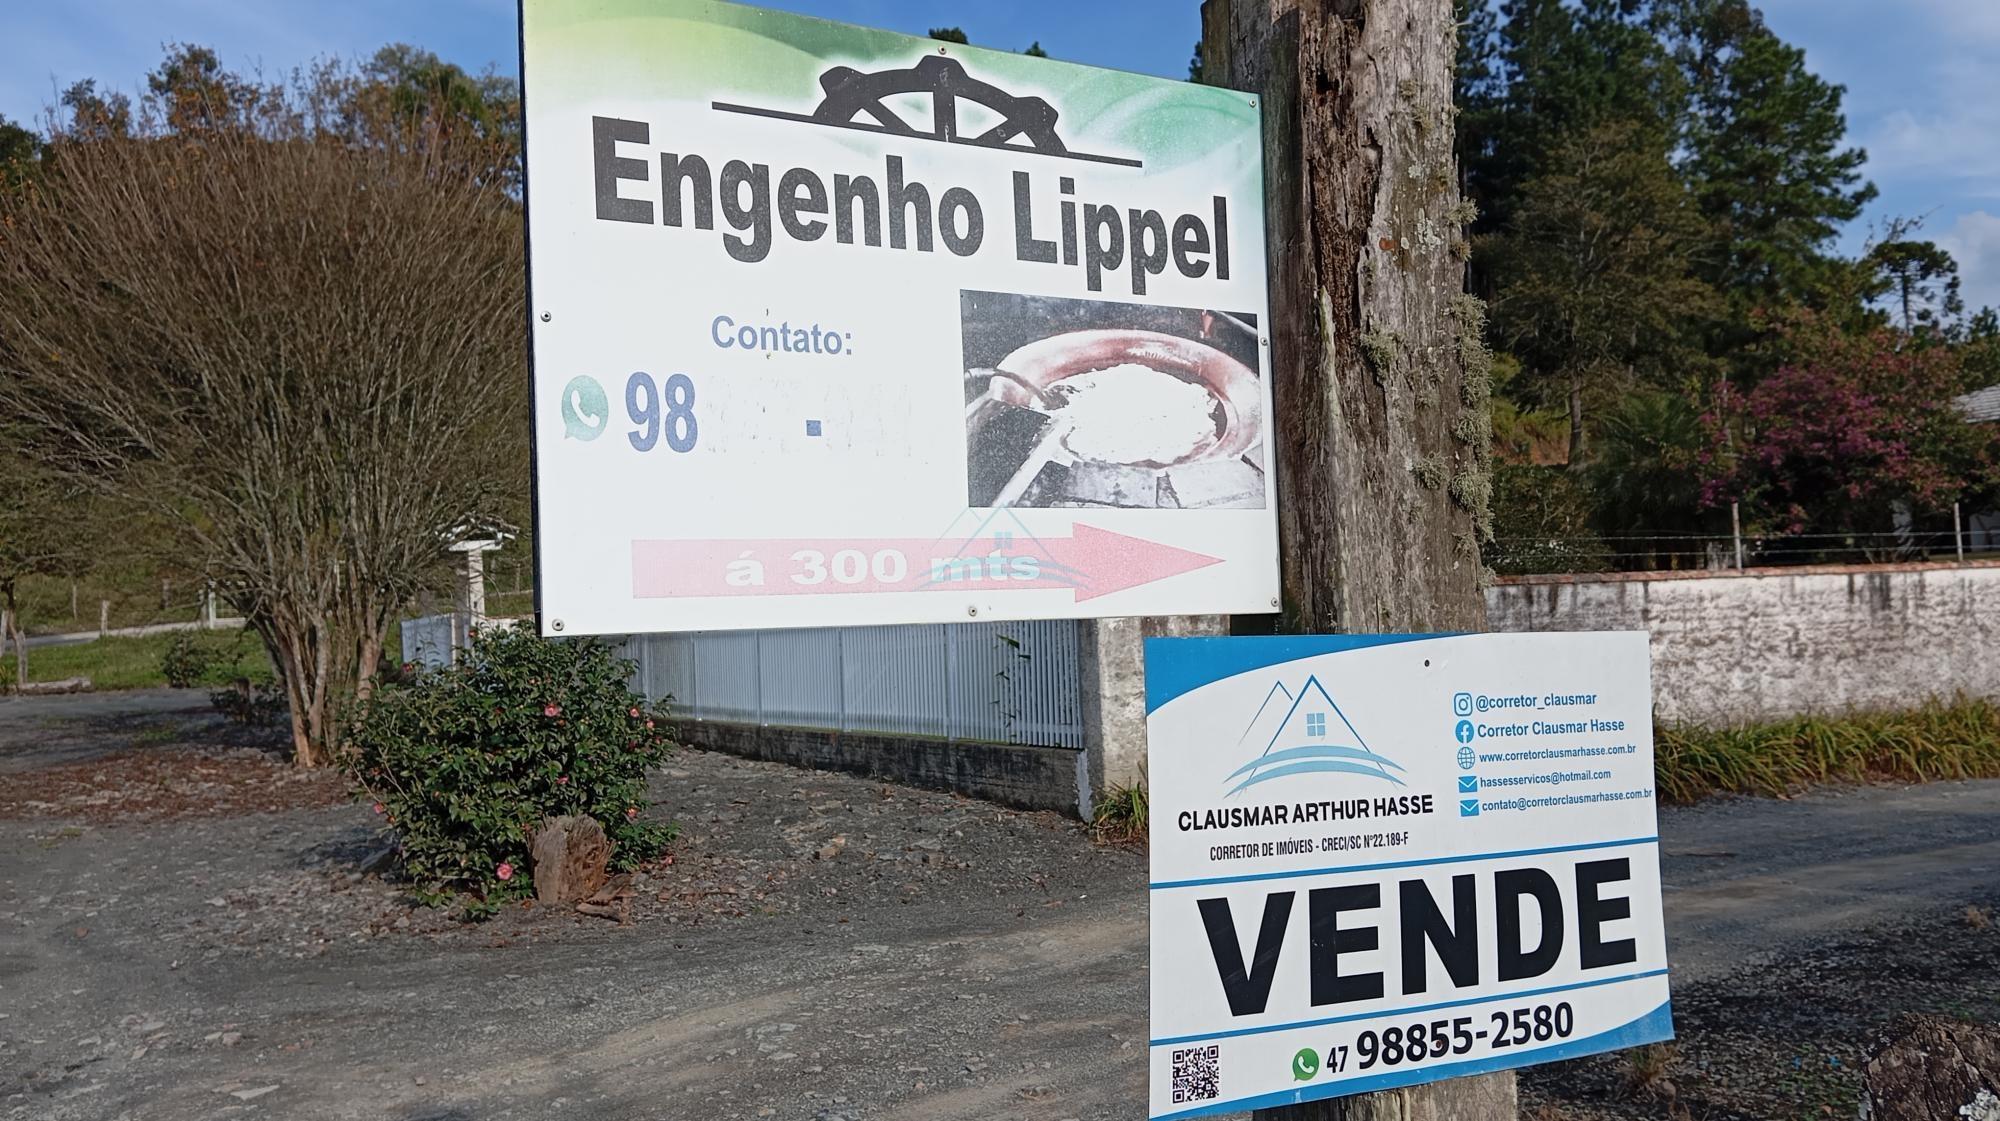 Engenho Lippel
Contato:
98 -
á 300 mts
@corretor_clausmar
Corretor Clausmar Hasse
www.corretorclausmarhasse.com.br
hassesservicos@hotmail.com
contato@corretorclausmarhasse.com.br
CLAUSMAR ARTHUR HASSE
CORRETOR DE IMÓVEIS - CRECI/SC Nº22.189-F
VENDE
47 98855-2580